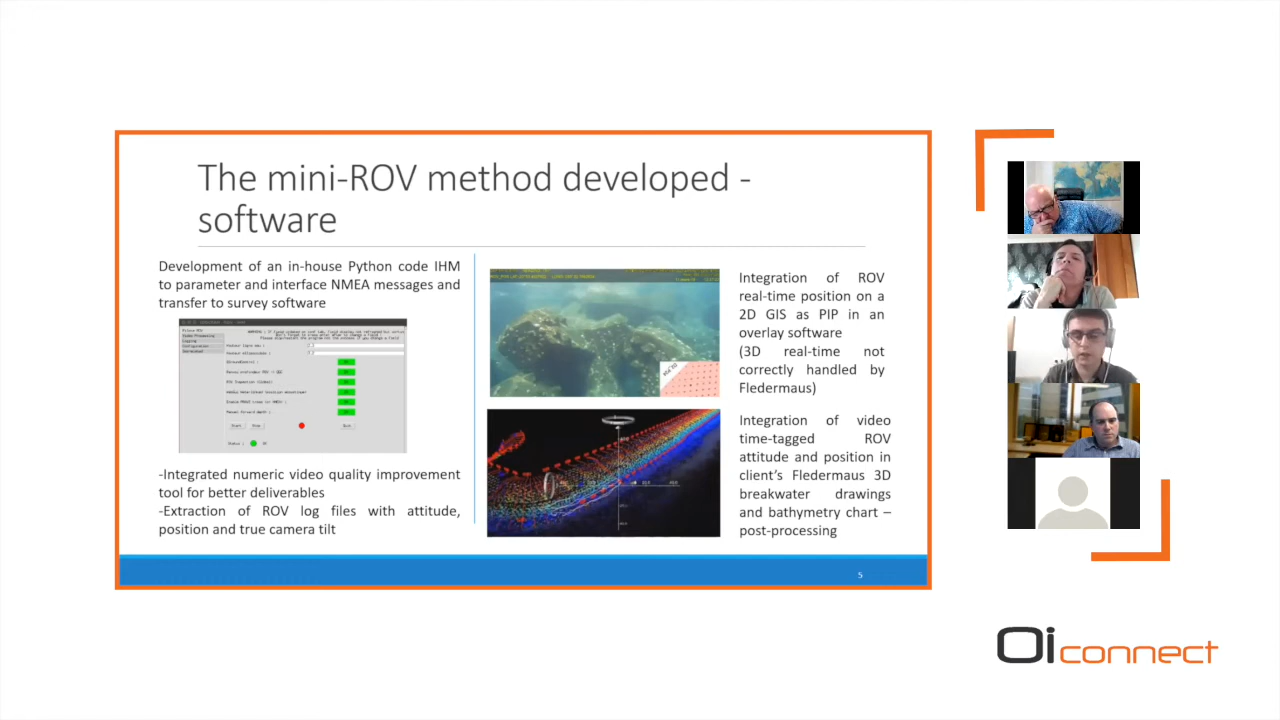 The mini-ROV method developed -
software
Development of an in-house Python code IHM
to parameter and interface NMEA messages and
transfer to survey software
-Integrated numeric video quality improvement
tool for better deliverables
-Extraction of ROV log files with attitude,
position and true camera tilt
Integration of ROV
real-time position on a
2D GIS as PIP in an
overlay software
(3D real-time not
correctly handled by
Fledermaus)
Integration of video
time-tagged ROV
attitude and position in
client's Fledermaus 3D
breakwater drawings
and bathymetry chart –
post-processing
5
Oi connect